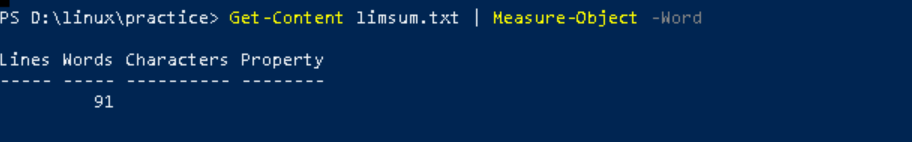 PS D:\linux\practice> Get-Content limsum.txt | Measure-Object -Word
Lines Words Characters Property
----- ----- ---------- --------
91